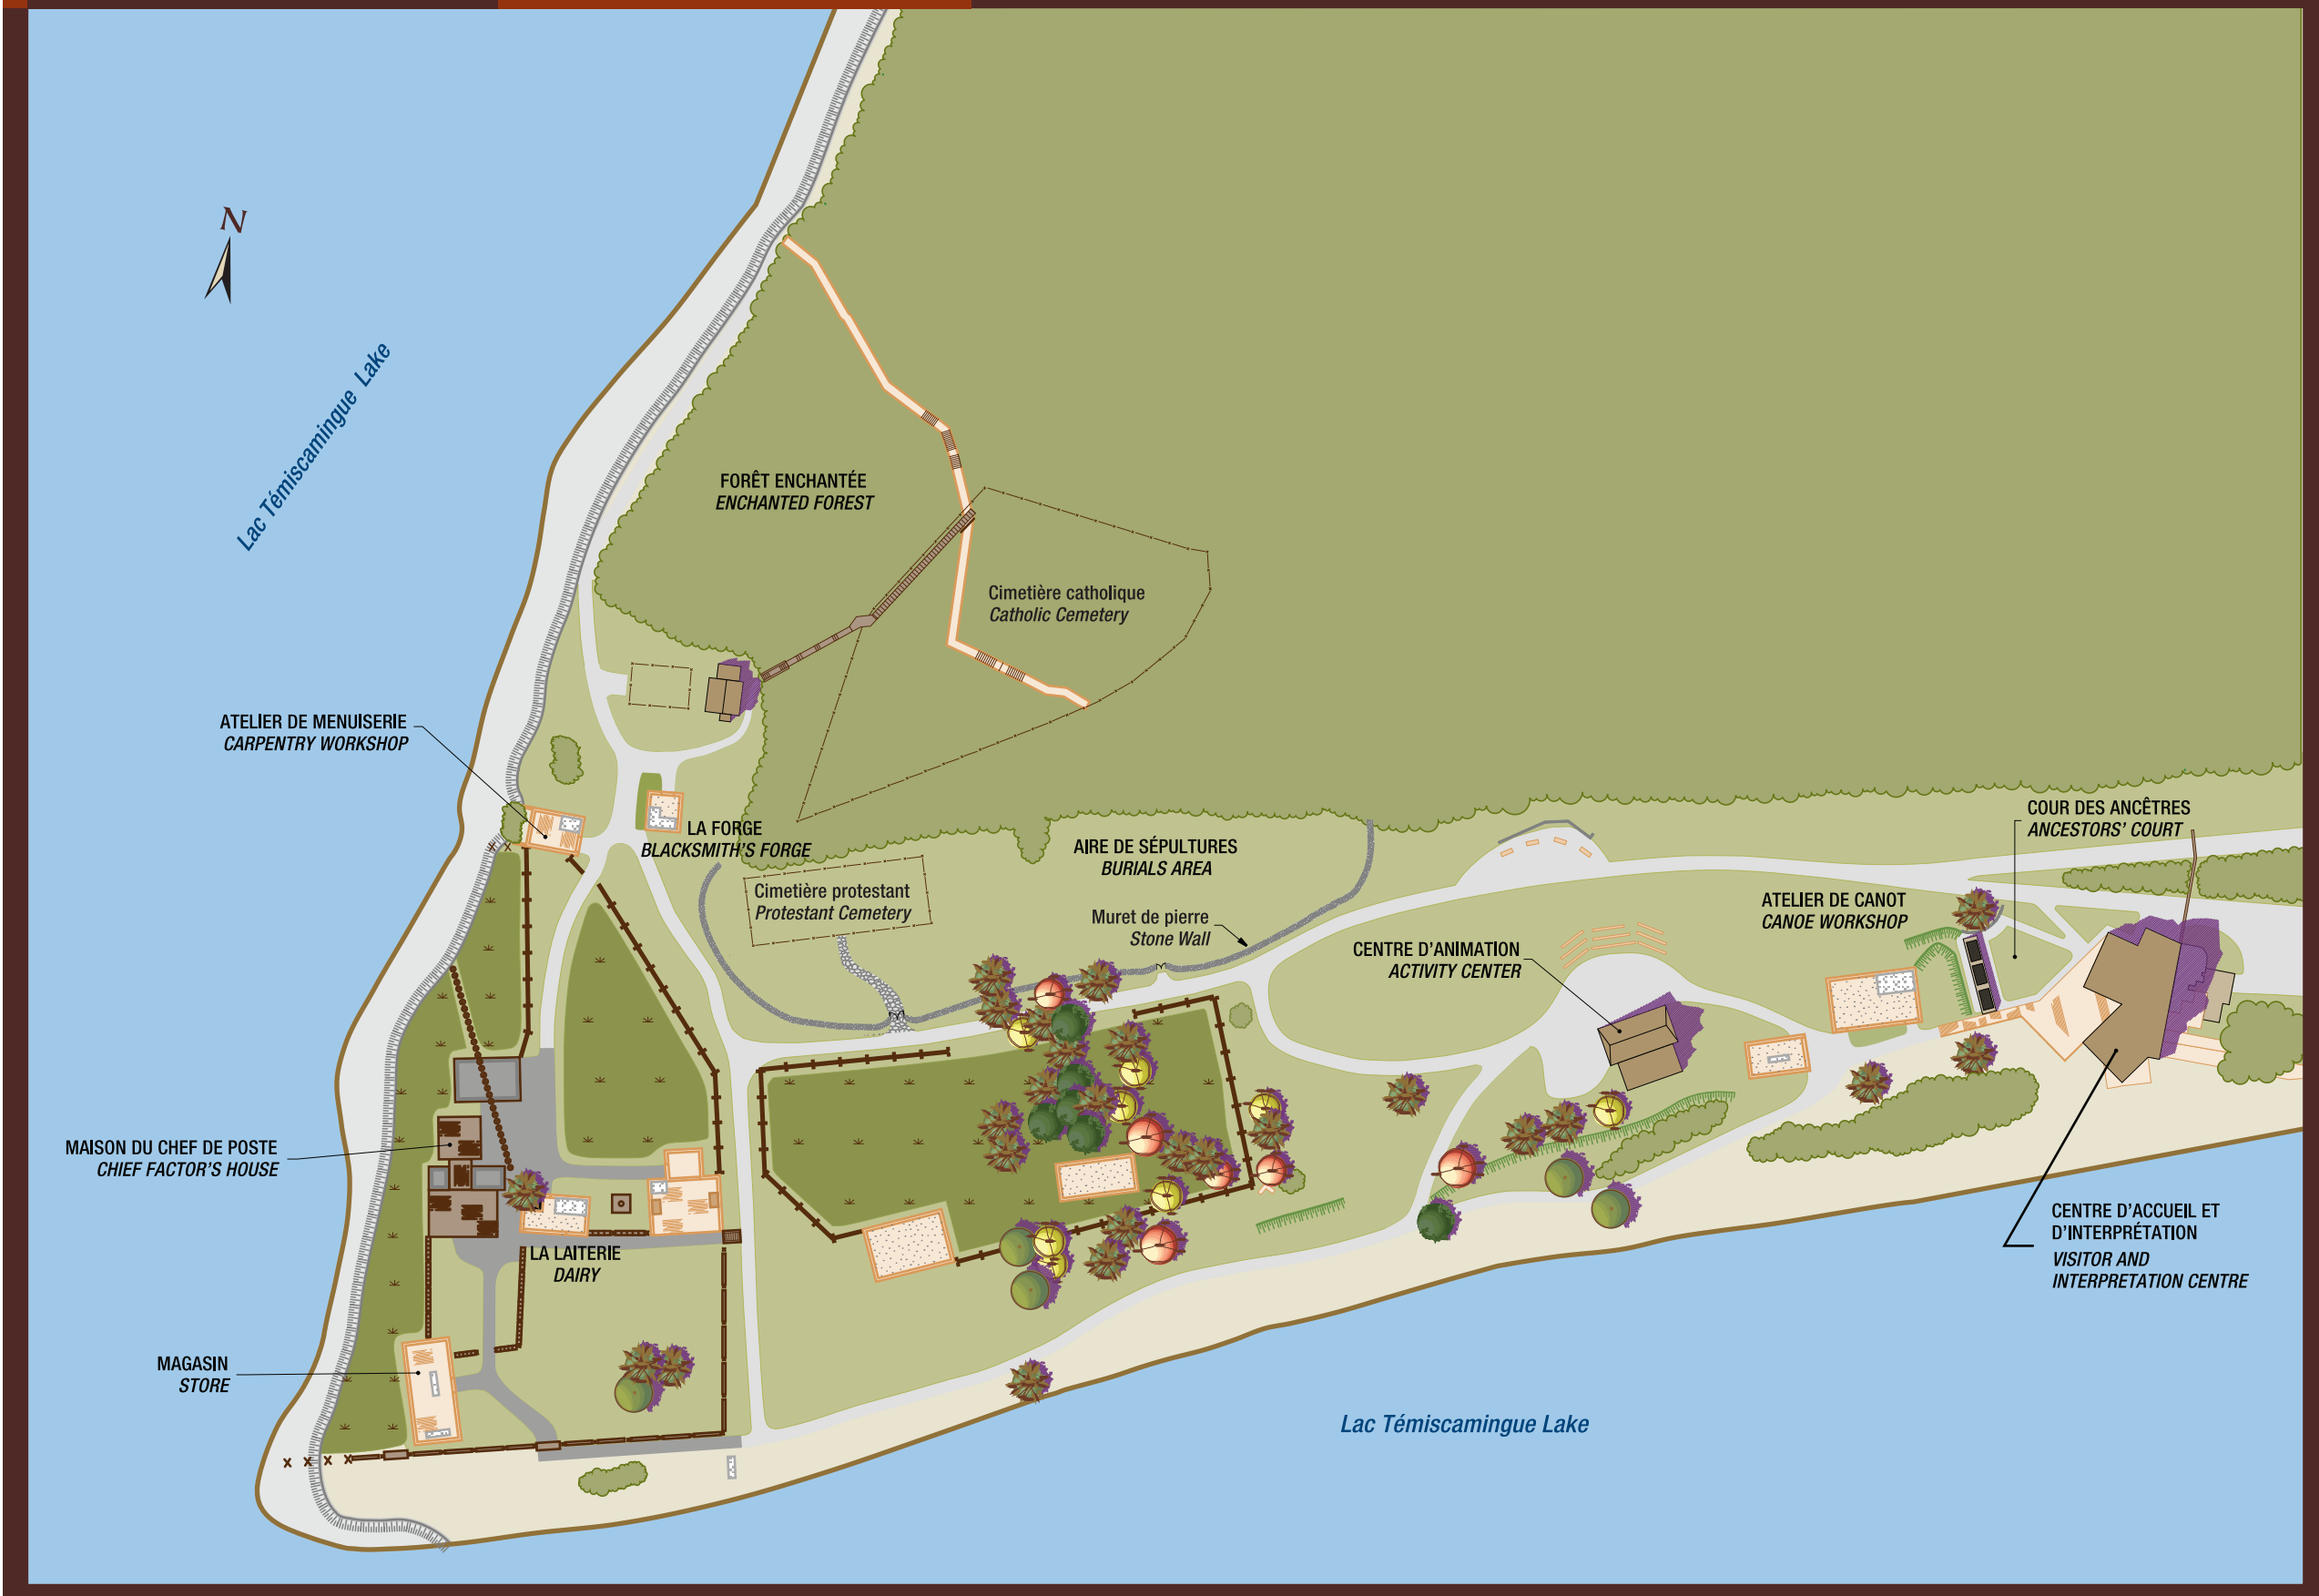 N
Lac Témiscamingue Lake
FORÊT ENCHANTÉE
ENCHANTED FOREST
Cimetière catholique
Catholic Cemetery
ATELIER DE MENUISERIE
CARPENTRY WORKSHOP
LA FORGE
BLACKSMITH'S FORGE
AIRE DE SÉPULTURES
BURIALS AREA
Cimetière protestant
Protestant Cemetery
Muret de pierre
Stone Wall
CENTRE D'ANIMATION
ACTIVITY CENTER
ATELIER DE CANOT
CANOE WORKSHOP
COUR DES ANCÊTRES
ANCESTORS' COURT
MAISON DU CHEF DE POSTE
CHIEF FACTOR'S HOUSE
LA LAITERIE
DAIRY
CENTRE D'ACCUEIL ET
D'INTERPRÉTATION
VISITOR AND
INTERPRETATION CENTRE
MAGASIN
STORE
Lac Témiscamingue Lake